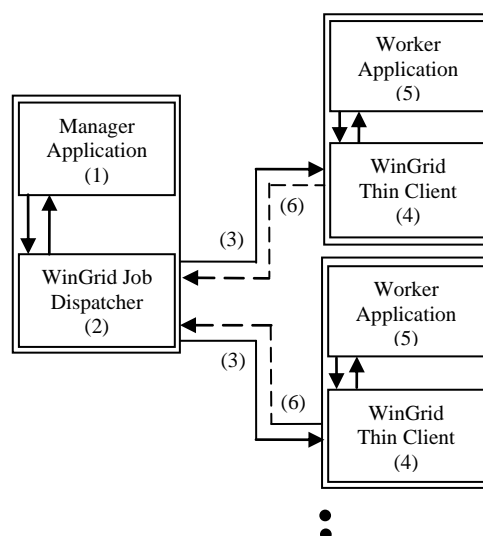 Manager
Application
(1)
WinGrid Job
Dispatcher
(2)
(3)
(6)
Worker
Application
(5)
WinGrid
Thin Client
(4)
(3)
(6)
Worker
Application
(5)
WinGrid
Thin Client
(4)